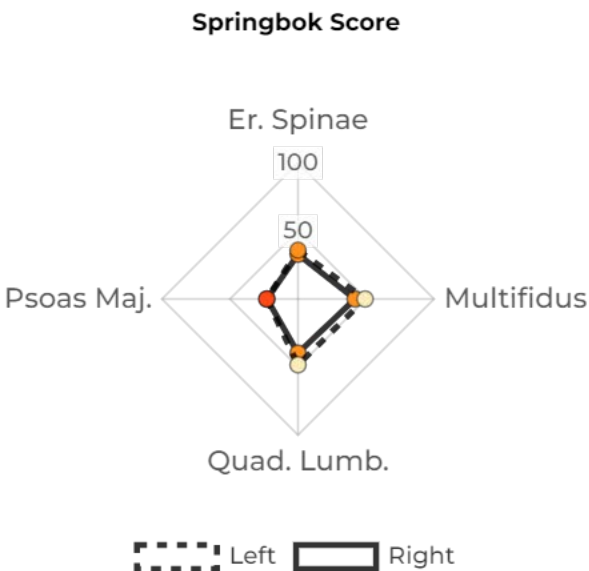 Springbok Score
Er. Spinae
100
50
Psoas Maj.
Multifidus
Quad. Lumb.
Left
Right